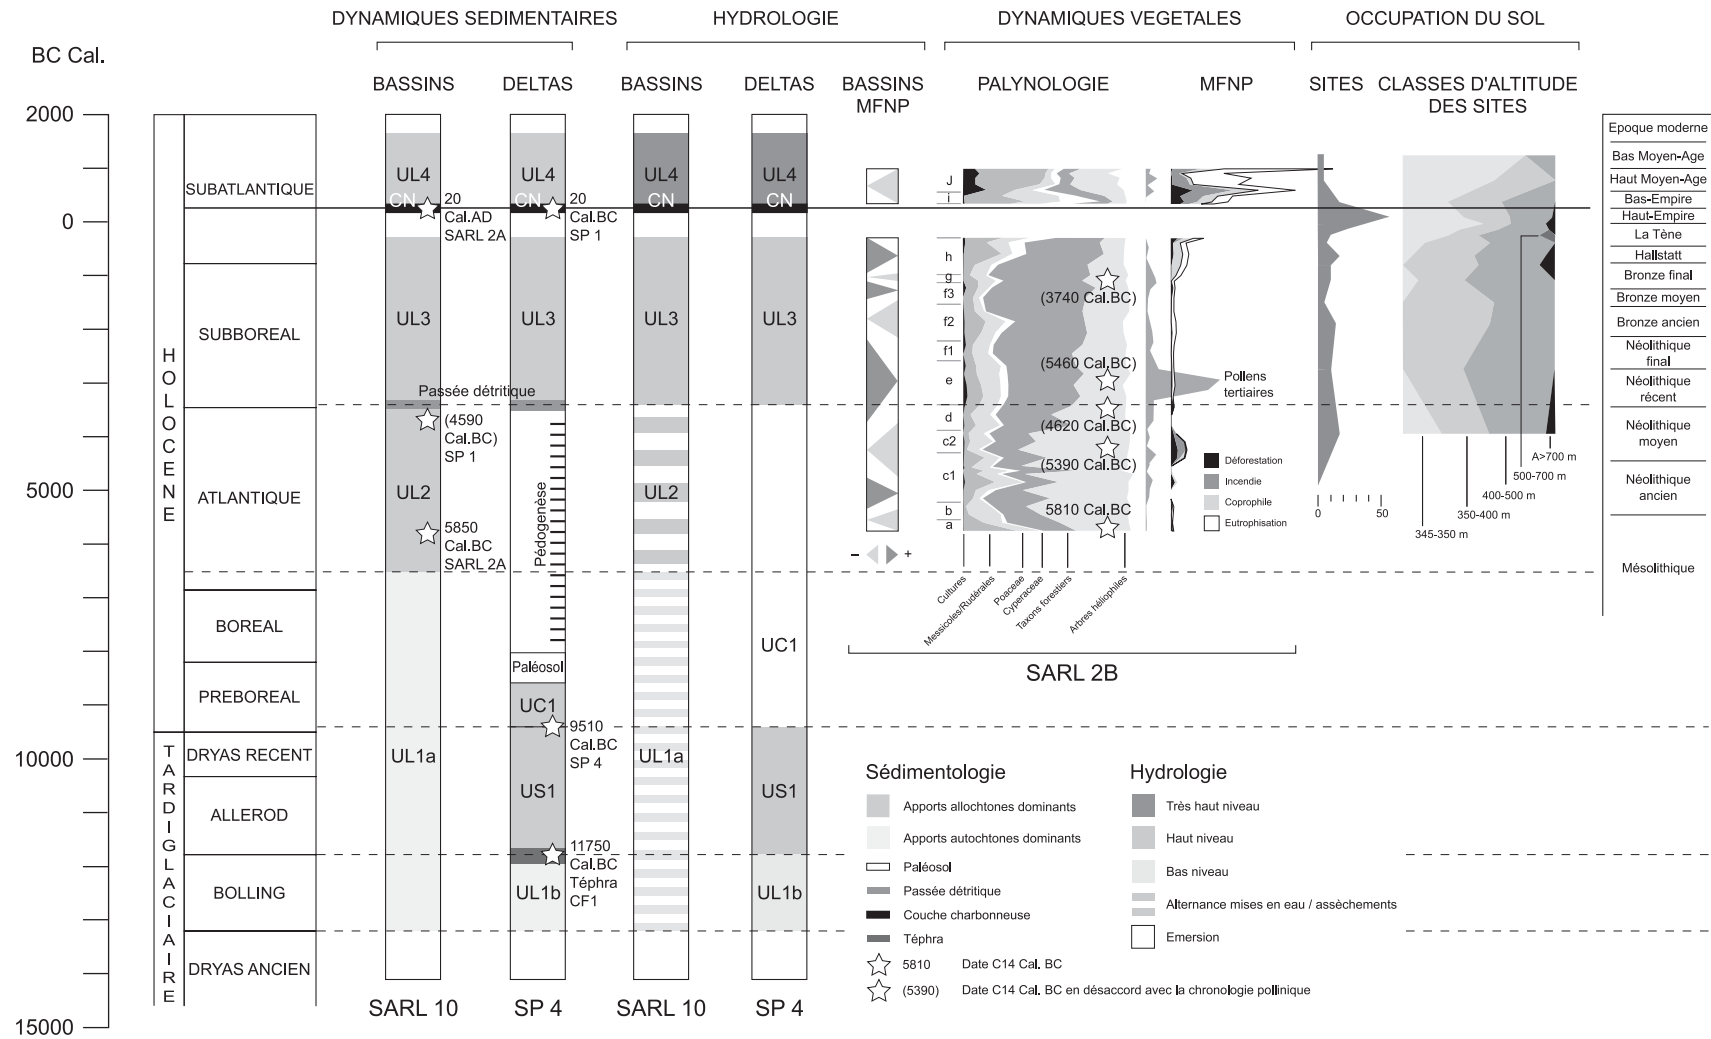 DYNAMIQUES SEDIMENTAIRES
HYDROLOGIE
DYNAMIQUES VEGETALES
OCCUPATION DU SOL
BC Cal.
BASSINS
DELTAS
BASSINS
DELTAS
BASSINS
MFNP
PALYNOLOGIE
MFNP
SITES
CLASSES D'ALTITUDE
DES SITES
2000
0
5000
10000
15000
HOLOCENE
TARDIGLACIAIRE
SUBATLANTIQUE
SUBBOREAL
ATLANTIQUE
BOREAL
PREBOREAL
DRYAS RECENT
ALLEROD
BOLLING
DRYAS ANCIEN
UL4
CN
UL3
UL2
UL1a
SARL 10
20
Cal.AD
SARL 2A
Passée détritique
(4590
Cal.BC)
SP 1
5850
Cal.BC
SARL 2A
UL4
CN
UL3
Pédogenèse
Paléosol
UC1
US1
UL1b
SP 4
20
Cal.BC
SP 1
9510
Cal.BC
SP 4
11750
Cal.BC
Téphra
CF1
UL4
CN
UL3
UL2
UL1a
SARL 10
UL4
CN
UL3
UC1
US1
UL1b
SP 4
– +
J
i
h
g
f3
f2
f1
e
d
c2
c1
b
a
(3740 Cal.BC)
(5460 Cal.BC)
(4620 Cal.BC)
(5390 Cal.BC)
5810 Cal.BC
Cultures
Messicoles/Rudérales
Poaceae
Cyperaceae
Taxons forestiers
Arbres héliophiles
Pollens
tertiaires
Déforestation
Incendie
Coprophile
Eutrophisation
SARL 2B
0 50
345-350 m
350-400 m
400-500 m
500-700 m
A>700 m
Epoque moderne
Bas Moyen-Age
Haut Moyen-Age
Bas-Empire
Haut-Empire
La Tène
Hallstatt
Bronze final
Bronze moyen
Bronze ancien
Néolithique
final
Néolithique
récent
Néolithique
moyen
Néolithique
ancien
Mésolithique
Sédimentologie
Apports allochtones dominants
Apports autochtones dominants
Paléosol
Passée détritique
Couche charbonneuse
Téphra
5810 Date C14 Cal. BC
(5390) Date C14 Cal. BC en désaccord avec la chronologie pollinique
Hydrologie
Très haut niveau
Haut niveau
Bas niveau
Alternance mises en eau / assèchements
Emersion